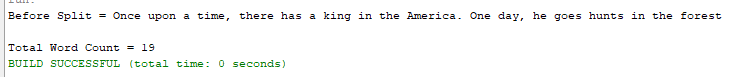 run:
Before Split = Once upon a time, there has a king in the America. One day, he goes hunts in the forest
Total Word Count = 19
BUILD SUCCESSFUL (total time: 0 seconds)